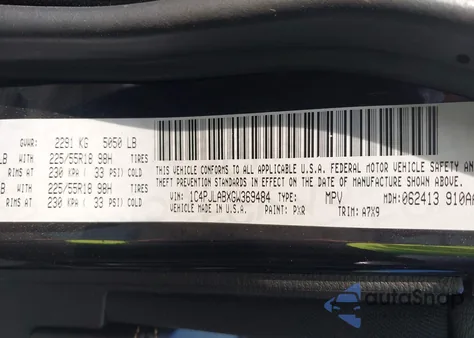 GVWR: 2291 KG 5050 LB
LB WITH 225/55R18 98H TIRES
RIMS AT 230 KPA ( 33 PSI) COLD
LB WITH 225/55R18 98H TIRES
RIMS AT 230 KPA ( 33 PSI) COLD
THIS VEHICLE CONFORMS TO ALL APPLICABLE U.S.A. FEDERAL MOTOR VEHICLE SAFETY AN
THEFT PREVENTION STANDARDS IN EFFECT ON THE DATE OF MANUFACTURE SHOWN ABOVE.
VIN: 1C4PJLABXGW369484 TYPE: MPV MDH: 062413 910AA
VEHICLE MADE IN U.S.A. PAINT: PXR TRIM: A7X9
autoShop